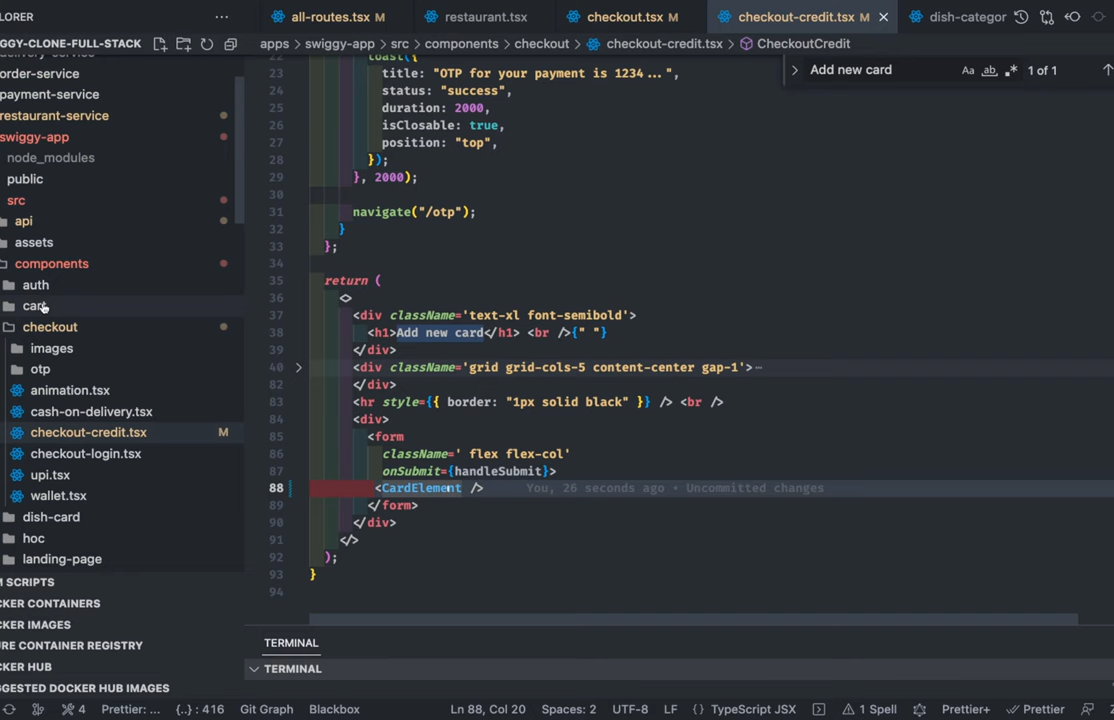 LORER ...
all-routes.tsx M
restaurant.tsx
checkout.tsx M
checkout-credit.tsx M
dish-categor
GGY-CLONE-FULL-STACK
apps > swiggy-app > src > components > checkout > checkout-credit.tsx > CheckoutCredit
Add new card Aa ab .* 1 of 1
order-service
payment-service
restaurant-service
swiggy-app
node_modules
public
src
api
assets
components
auth
cart
checkout
images
otp
animation.tsx
cash-on-delivery.tsx
checkout-credit.tsx M
checkout-login.tsx
upi.tsx
wallet.tsx
dish-card
hoc
landing-page
M SCRIPTS
CKER CONTAINERS
CKER IMAGES
URE CONTAINER REGISTRY
CKER HUB
GGESTED DOCKER HUB IMAGES
toast({
23 title: "OTP for your payment is 1234...",
24 status: "success",
25 duration: 2000,
26 isClosable: true,
27 position: "top",
28 });
29 }, 2000);
30
31 navigate("/otp");
32 }
33 };
34
35 return (
36 <>
37 <div className='text-xl font-semibold'>
38 <h1>Add new card</h1> <br />{" "}
39 </div>
40 <div className='grid grid-cols-5 content-center gap-1'>
82 </div>
83 <hr style={{ border: "1px solid black" }} /> <br />
84 <div>
85 <form
86 className=' flex flex-col'
87 onSubmit={handleSubmit}>
88 <CardElement /> You, 26 seconds ago • Uncommitted changes
89 </form>
90 </div>
91 </>
92 );
93 }
94
TERMINAL
TERMINAL
4 Prettier: ... {..} : 416 Git Graph Blackbox Ln 88, Col 20 Spaces: 2 UTF-8 LF {} TypeScript JSX 1 Spell Prettier+ Prettier